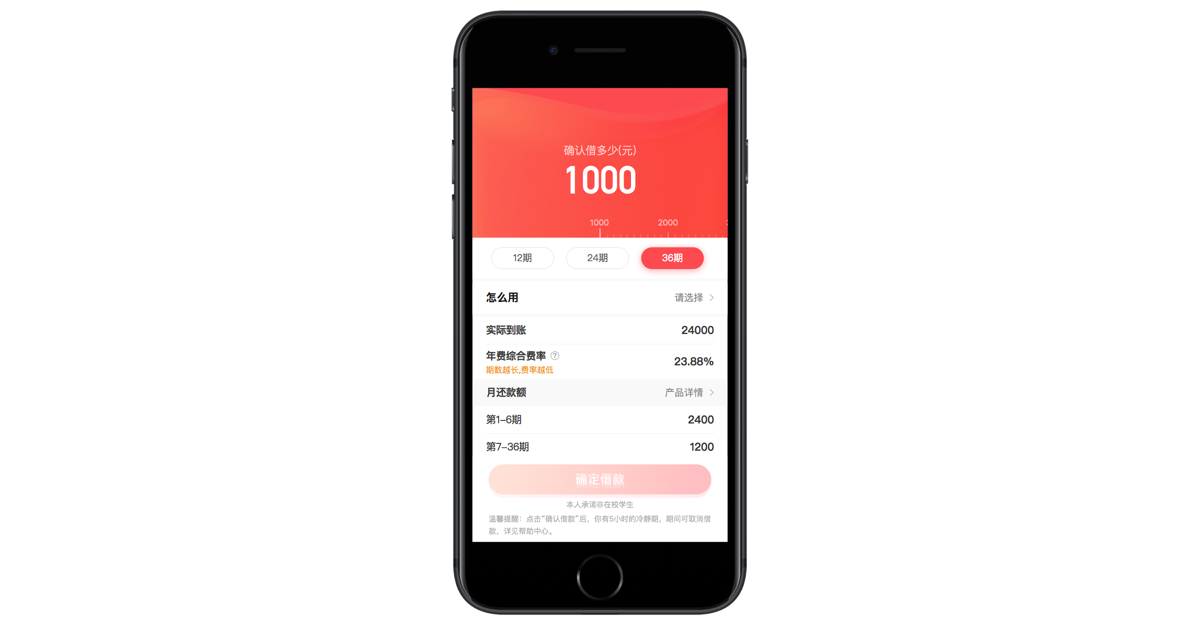 确认借多少(元)
1000
1000 2000
12期 24期 36期
怎么用 请选择
实际到账 24000
年费综合费率 ? 23.88%
期数越长,费率越低
月还款额 产品详情
第1-6期 2400
第7-36期 1200
确定借款
本人承诺非在校学生
温馨提醒：点击“确认借款”后，你有5小时的冷静期，期间可取消借
款，详见帮助中心。